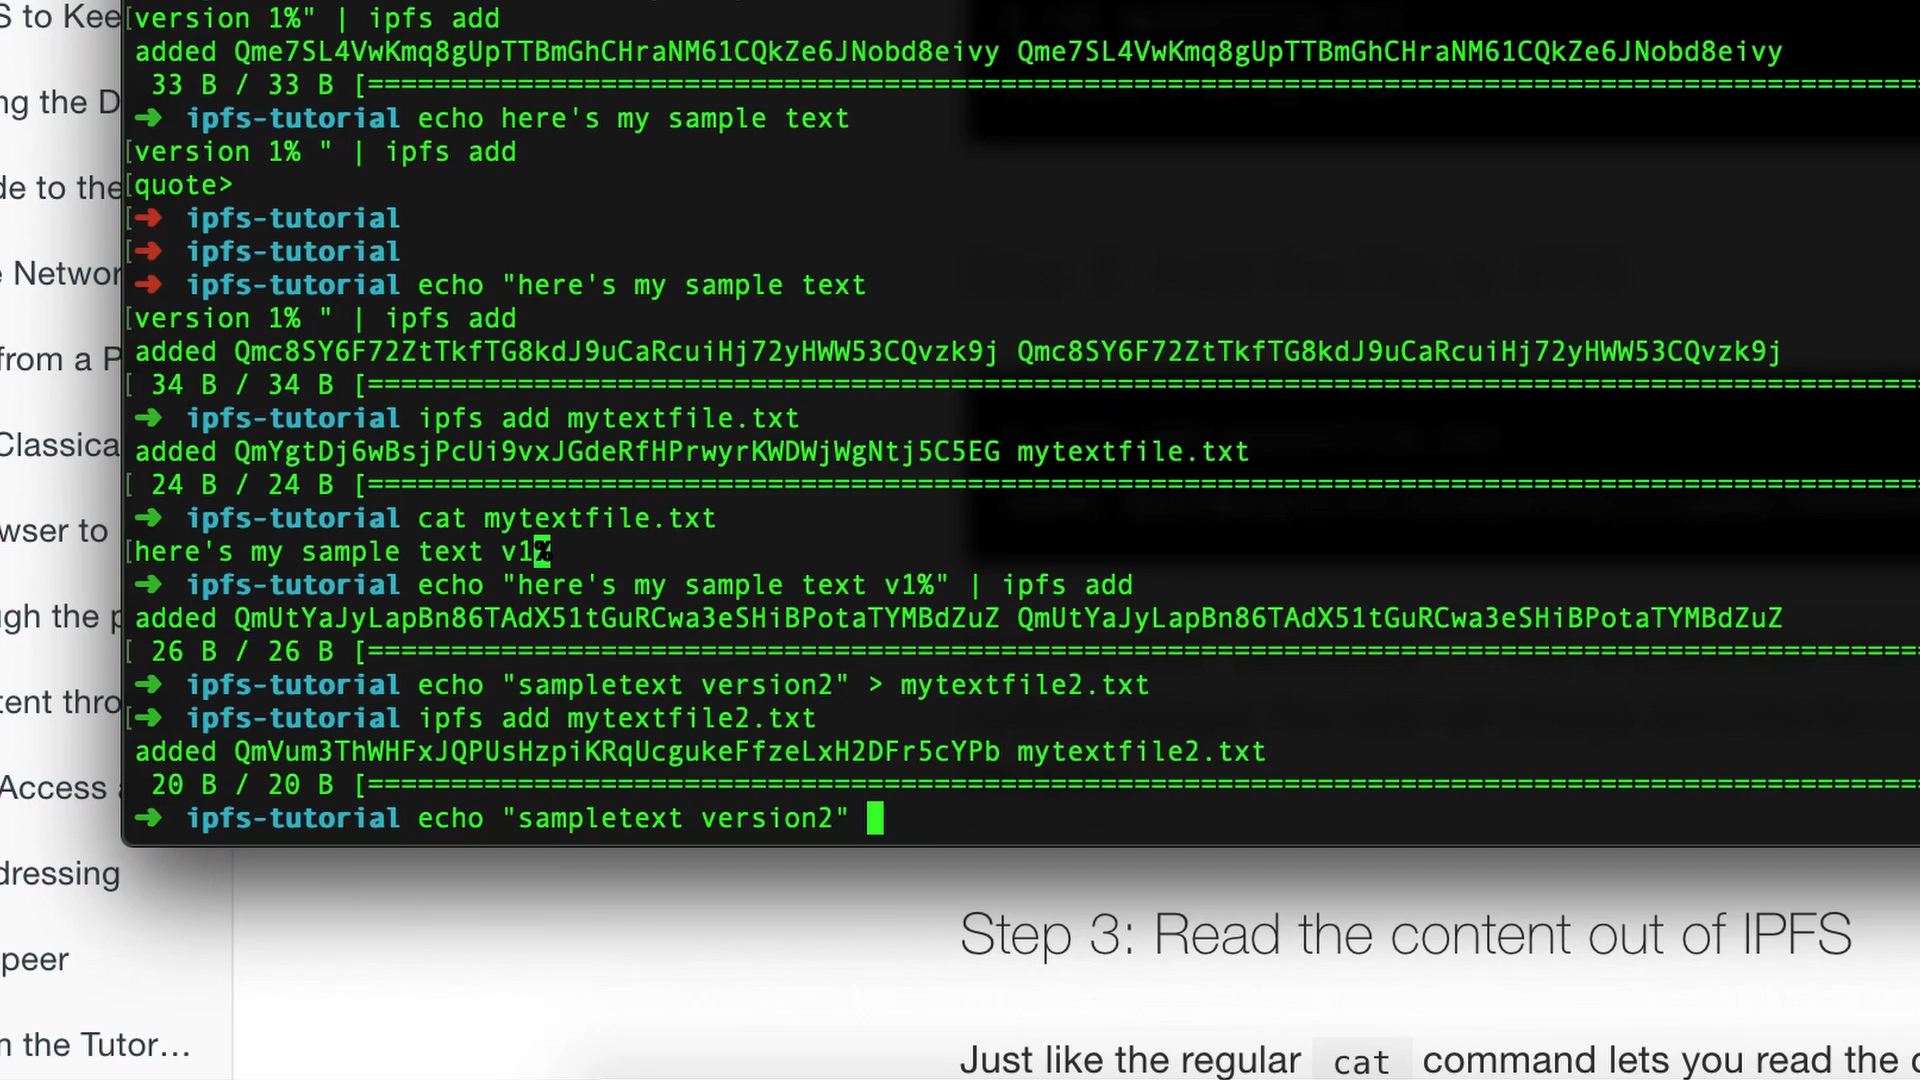 S to Kee
[version 1%" | ipfs add
added Qme7SL4VwKmq8gUpTTBmGhCHraNM61CQkZe6JNobd8eivy Qme7SL4VwKmq8gUpTTBmGhCHraNM61CQkZe6JNobd8eivy
33 B / 33 B [==================================================
ng the D
➜ ipfs-tutorial echo here's my sample text
[version 1% " | ipfs add
de to the
[quote>
[➜ ipfs-tutorial
[➜ ipfs-tutorial
e Networ
➜ ipfs-tutorial echo "here's my sample text
[version 1% " | ipfs add
from a P
added Qmc8SY6F72ZtTkfTG8kdJ9uCaRcuiHj72yHWW53CQvzk9j Qmc8SY6F72ZtTkfTG8kdJ9uCaRcuiHj72yHWW53CQvzk9j
[ 34 B / 34 B [==================================================
➜ ipfs-tutorial ipfs add mytextfile.txt
Classica
added QmYgtDj6wBsjPcUi9vxJGdeRfHPrwyrKWDWjWgNtj5C5EG mytextfile.txt
[ 24 B / 24 B [==================================================
➜ ipfs-tutorial cat mytextfile.txt
wser to
[here's my sample text v1%
➜ ipfs-tutorial echo "here's my sample text v1%" | ipfs add
gh the p
added QmUtYaJyLapBn86TAdX51tGuRCwa3eSHiBPotaTYMBdZuZ QmUtYaJyLapBn86TAdX51tGuRCwa3eSHiBPotaTYMBdZuZ
[ 26 B / 26 B [==================================================
➜ ipfs-tutorial echo "sampletext version2" > mytextfile2.txt
tent thro
[➜ ipfs-tutorial ipfs add mytextfile2.txt
added QmVum3ThWHFxJQPUsHzpiKRqUcgukeFfzeLxH2DFr5cYPb mytextfile2.txt
20 B / 20 B [==================================================
Access a
➜ ipfs-tutorial echo "sampletext version2"
dressing
Step 3: Read the content out of IPFS
peer
m the Tutor…
Just like the regular cat command lets you read the c